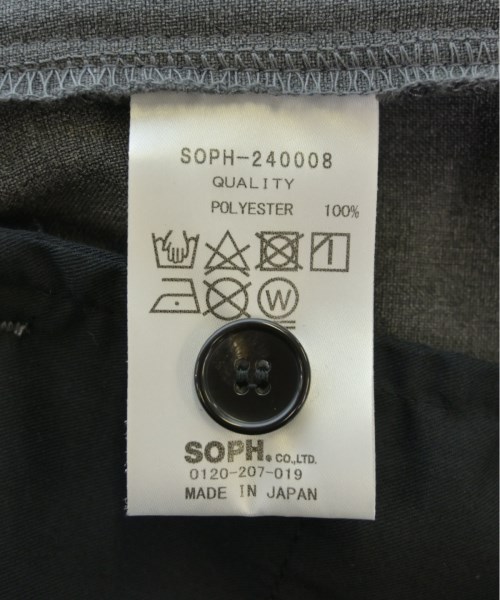 SOPH-240008
QUALITY
POLYESTER 100%
W
SOPH. CO.,LTD.
0120-207-019
MADE IN JAPAN